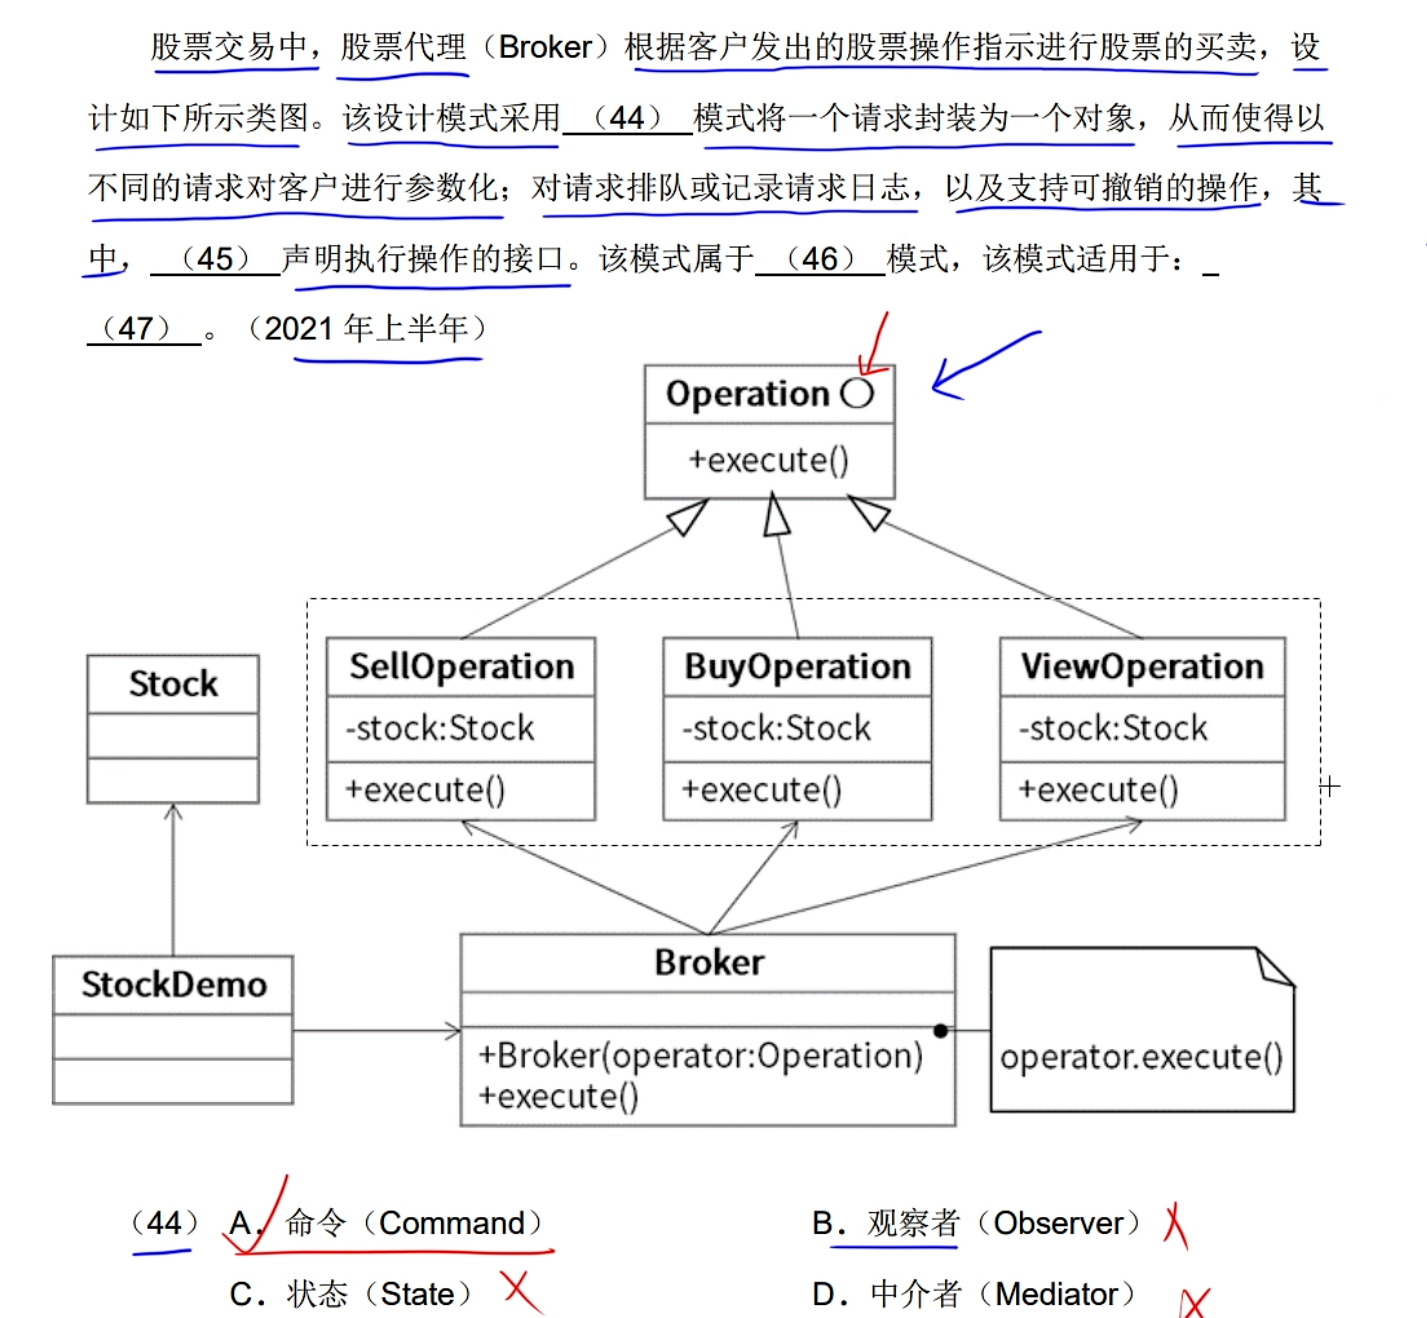 股票交易中，股票代理（Broker）根据客户发出的股票操作指示进行股票的买卖，设
计如下所示类图。该设计模式采用 （44） 模式将一个请求封装为一个对象，从而使得以
不同的请求对客户进行参数化；对请求排队或记录请求日志，以及支持可撤销的操作，其
中， （45） 声明执行操作的接口。该模式属于 （46） 模式，该模式适用于：_
（47） 。（2021 年上半年）
Operation
+execute()
SellOperation
-stock:Stock
+execute()
BuyOperation
-stock:Stock
+execute()
ViewOperation
-stock:Stock
+execute()
Stock
StockDemo
Broker
+Broker(operator:Operation)
+execute()
operator.execute()
（44） A．命令（Command） B．观察者（Observer）
C．状态（State） D．中介者（Mediator）